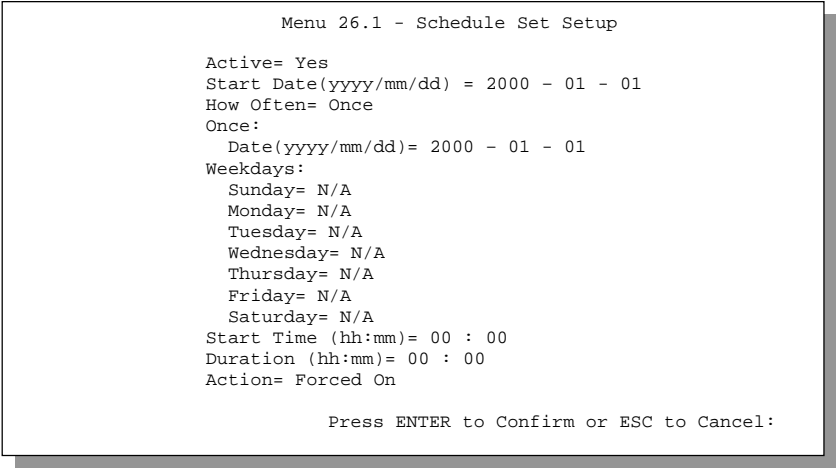 Menu 26.1 - Schedule Set Setup
Active= Yes
Start Date(yyyy/mm/dd) = 2000 – 01 - 01
How Often= Once
Once:
Date(yyyy/mm/dd)= 2000 – 01 - 01
Weekdays:
Sunday= N/A
Monday= N/A
Tuesday= N/A
Wednesday= N/A
Thursday= N/A
Friday= N/A
Saturday= N/A
Start Time (hh:mm)= 00 : 00
Duration (hh:mm)= 00 : 00
Action= Forced On
Press ENTER to Confirm or ESC to Cancel: